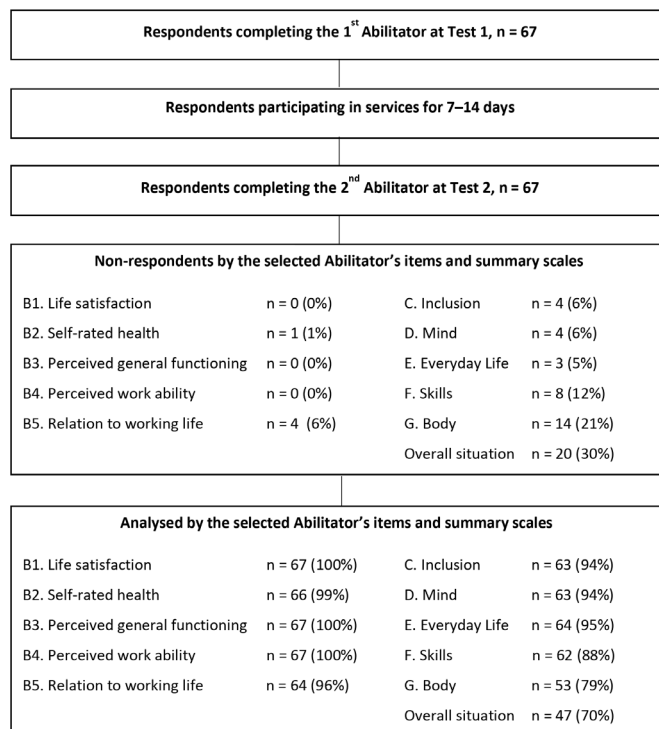 Respondents completing the 1st Abilitator at Test 1, n = 67
Respondents participating in services for 7–14 days
Respondents completing the 2nd Abilitator at Test 2, n = 67
Non-respondents by the selected Abilitator’s items and summary scales
B1. Life satisfaction n = 0 (0%) C. Inclusion n = 4 (6%)
B2. Self-rated health n = 1 (1%) D. Mind n = 4 (6%)
B3. Perceived general functioning n = 0 (0%) E. Everyday Life n = 3 (5%)
B4. Perceived work ability n = 0 (0%) F. Skills n = 8 (12%)
B5. Relation to working life n = 4 (6%) G. Body n = 14 (21%)
Overall situation n = 20 (30%)
Analysed by the selected Abilitator’s items and summary scales
B1. Life satisfaction n = 67 (100%) C. Inclusion n = 63 (94%)
B2. Self-rated health n = 66 (99%) D. Mind n = 63 (94%)
B3. Perceived general functioning n = 67 (100%) E. Everyday Life n = 64 (95%)
B4. Perceived work ability n = 67 (100%) F. Skills n = 62 (88%)
B5. Relation to working life n = 64 (96%) G. Body n = 53 (79%)
Overall situation n = 47 (70%)